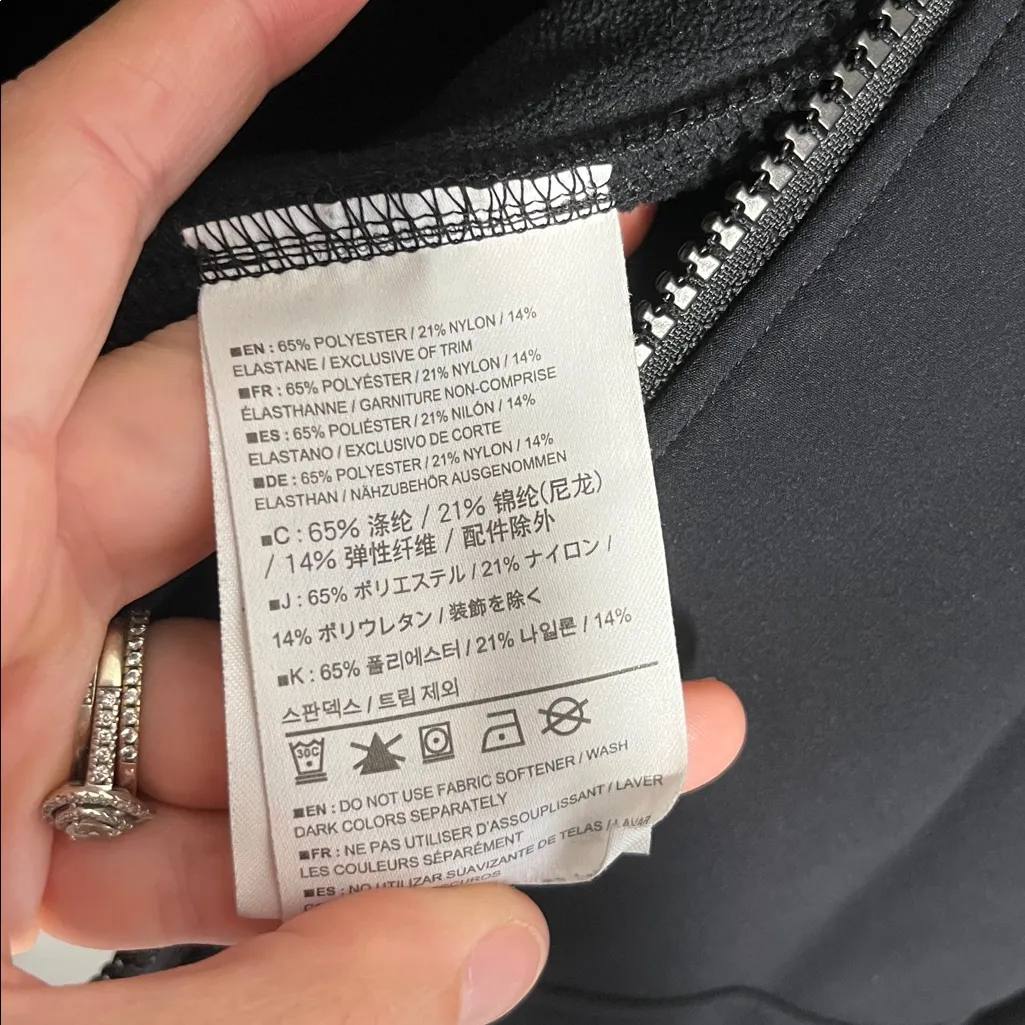 ■EN : 65% POLYESTER / 21% NYLON / 14%
ELASTANE / EXCLUSIVE OF TRIM
■FR : 65% POLYÉSTER / 21% NYLON / 14%
ÉLASTHANNE / GARNITURE NON-COMPRISE
■ES : 65% POLIÉSTER / 21% NILÓN / 14%
ELASTANO / EXCLUSIVO DE CORTE
■DE : 65% POLYESTER / 21% NYLON / 14%
ELASTHAN / NÄHZUBEHÖR AUSGENOMMEN
■C : 65% 涤纶 / 21% 锦纶(尼龙)
/ 14% 弹性纤维 / 配件除外
■J : 65% ポリエステル / 21% ナイロン /
14% ポリウレタン / 装飾を除く
■K : 65% 폴리에스터 / 21% 나일론 / 14%
스판덱스 / 트림 제외
30C
■EN : DO NOT USE FABRIC SOFTENER / WASH
DARK COLORS SEPARATELY
■FR : NE PAS UTILISER D'ASSOUPLISSANT / LAVER
LES COULEURS SÉPARÉMENT
■ES : NO UTILIZAR SUAVIZANTE DE TELAS / LAVAR